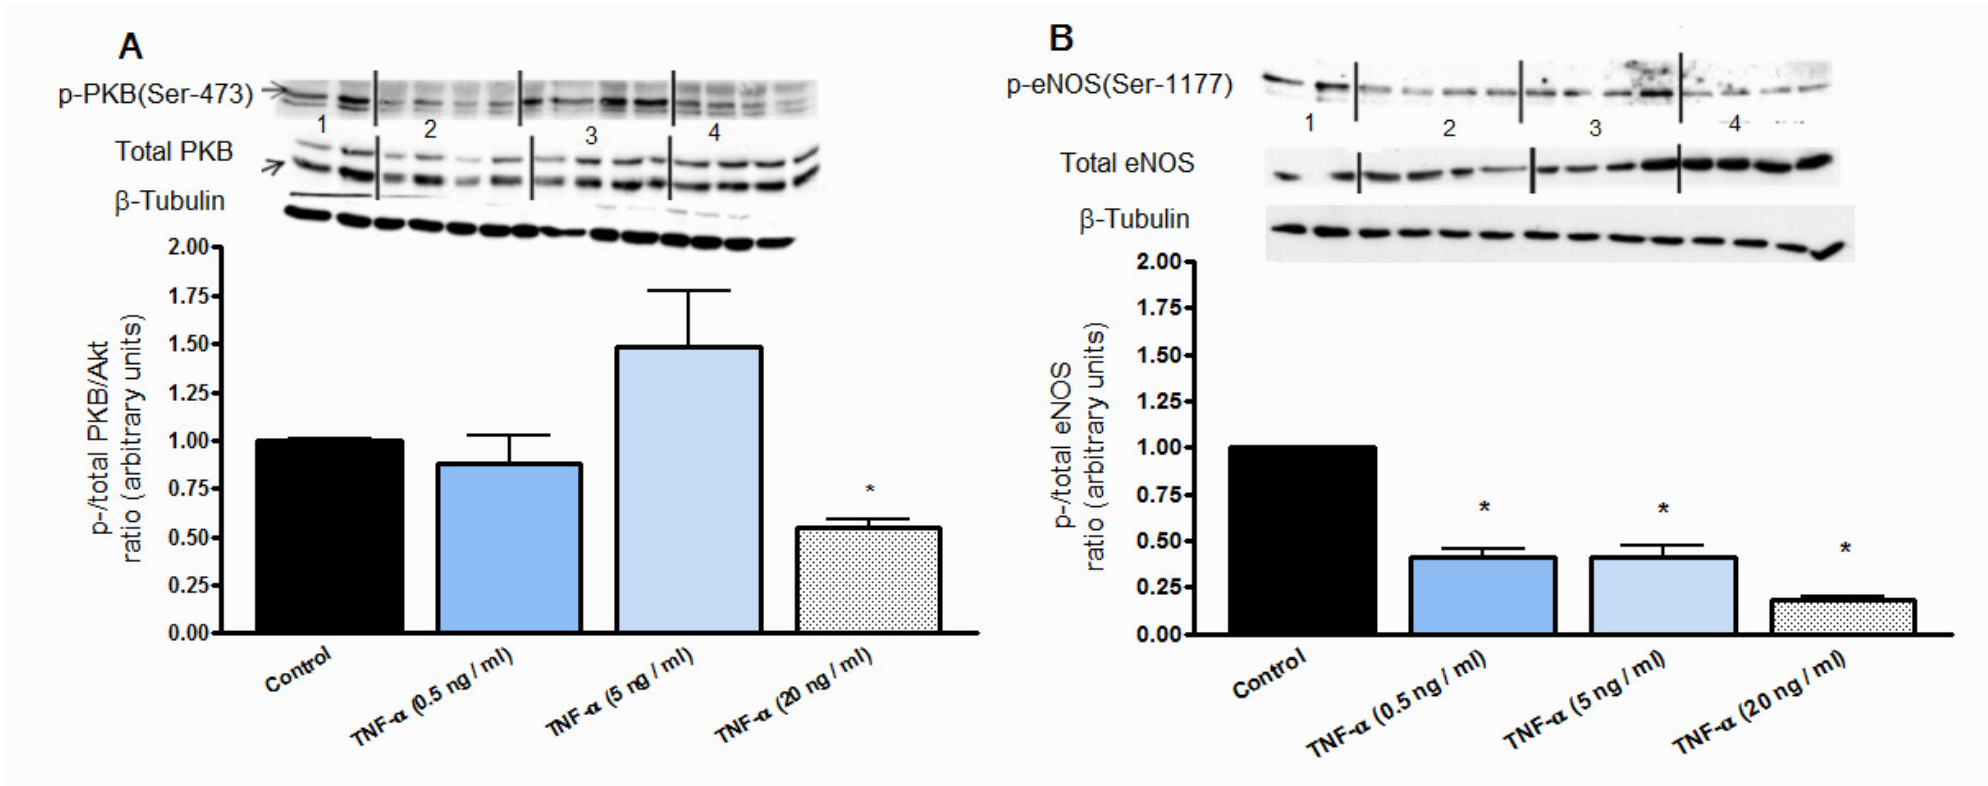 A
p-PKB(Ser-473)
1 2 3 4
Total PKB
β-Tubulin
2.00
1.75
1.50
1.25
1.00
0.75
0.50
0.25
0.00
p-/total PKB/Akt
ratio (arbitrary units)
*
Control
TNF-α (0.5 ng / ml)
TNF-α (5 ng / ml)
TNF-α (20 ng / ml)
B
p-eNOS(Ser-1177)
1 2 3 4
Total eNOS
β-Tubulin
2.00
1.75
1.50
1.25
1.00
0.75
0.50
0.25
0.00
p-/total eNOS
ratio (arbitrary units)
* * *
Control
TNF-α (0.5 ng / ml)
TNF-α (5 ng / ml)
TNF-α (20 ng / ml)